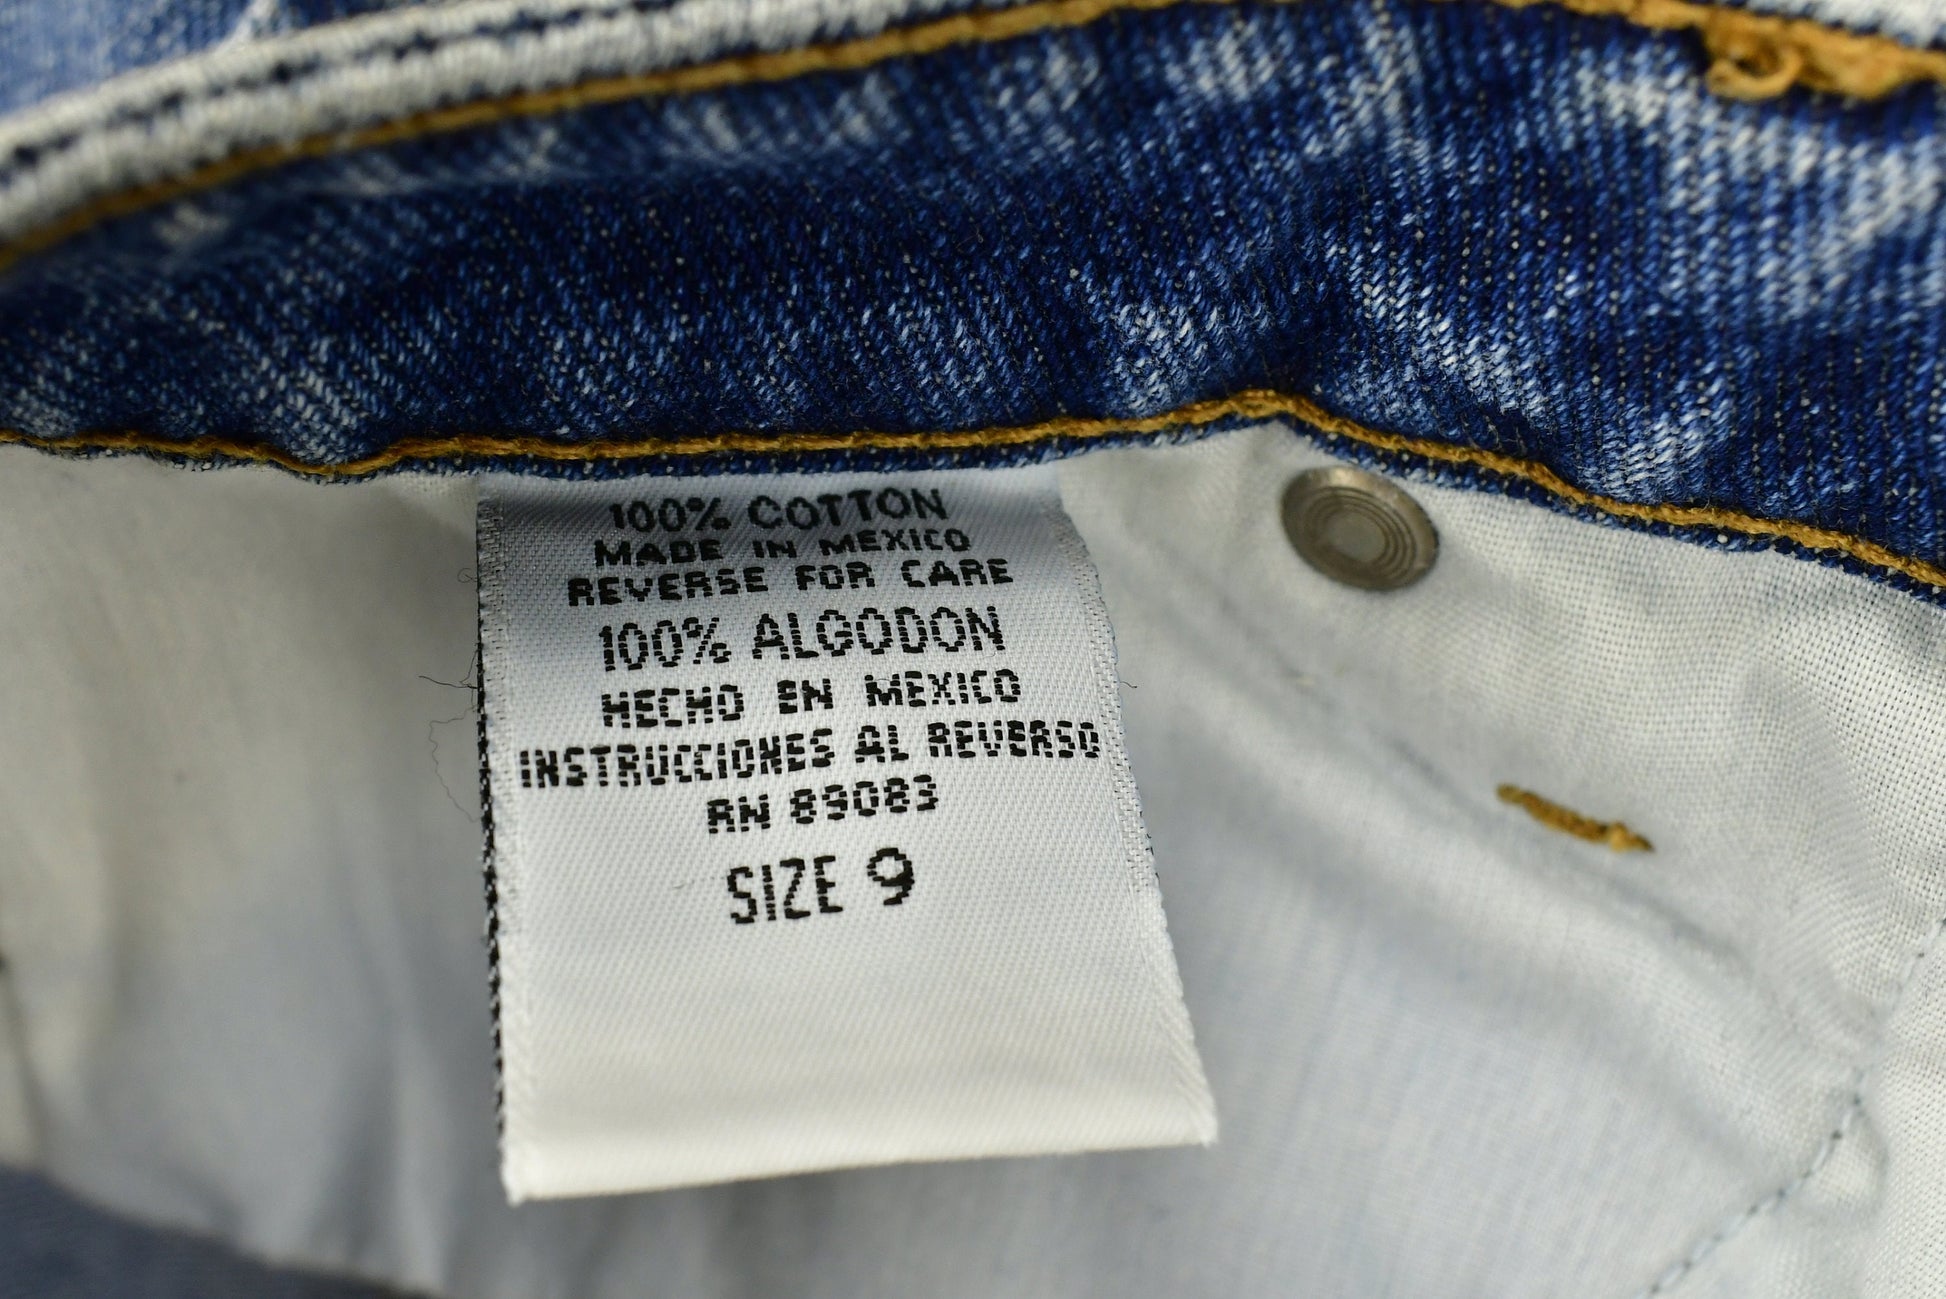 100% COTTON
MADE IN MEXICO
REVERSE FOR CARE
100% ALGODON
HECHO EN MEXICO
INSTRUCCIONES AL REVERSO
RN 89083
SIZE 9